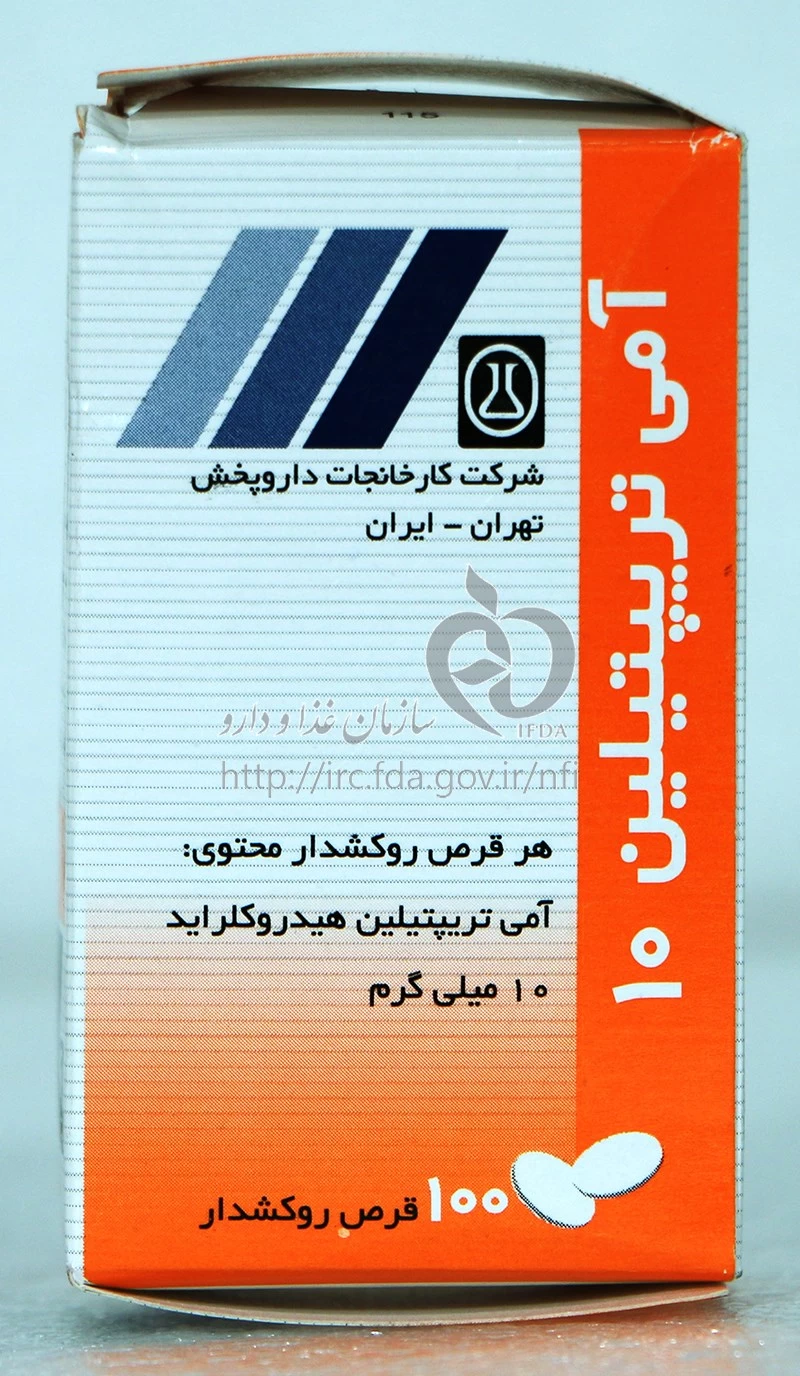 115
شرکت کارخانجات داروپخش
تهران – ایران
آمی تریپتیلین ۱۰
IFDA
سازمان غذا و دارو
http://irc.fda.gov.ir/nfi
هر قرص روکشدار محتوی:
آمی تریپتیلین هیدروکلراید
۱۰ میلی گرم
۱۰۰ قرص روکشدار